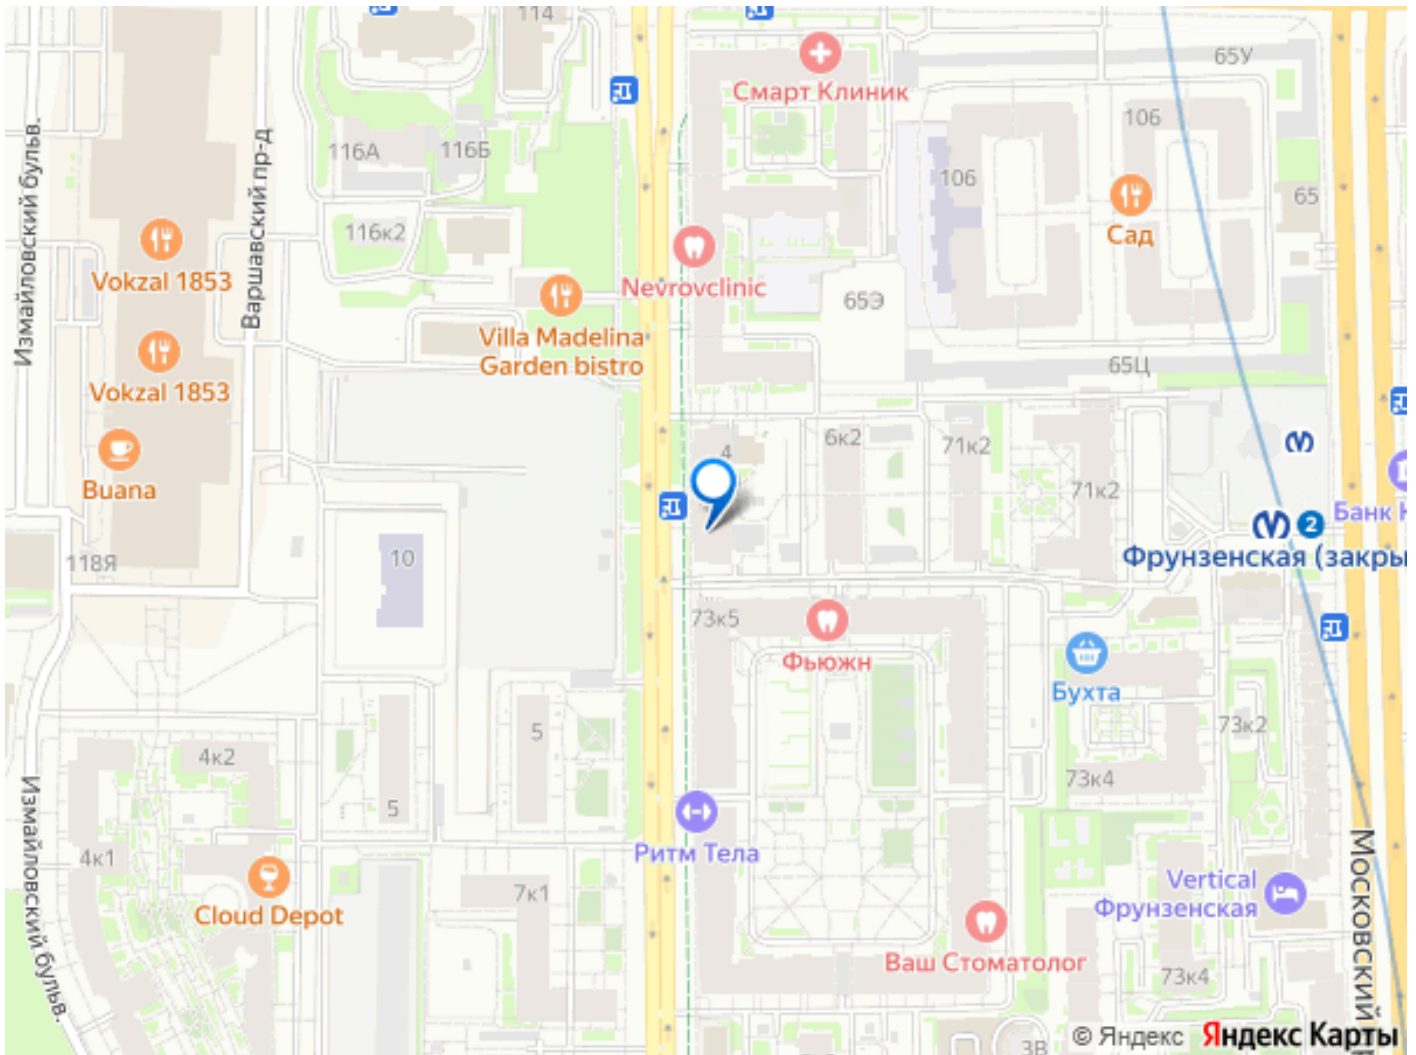 114
65У
Смарт Клиник
106
116А
116Б
106
65
Сад
116к2
Vokzal 1853
Nevrovclinic
65Э
Villa Madelina
Garden bistro
65Ц
Vokzal 1853
Измайловский бульв.
Варшавский пр-д
4
6к2
71к2
71к2
Buana
Банк
2
Фрунзенская (закры
118Я
10
73к5
Фьюжн
Бухта
5
73к2
4к2
73к4
5
Ритм Тела
4к1
Cloud Depot
7к1
Vertical
Фрунзенская
Ваш Стоматолог
73к4
Измайловский бульв.
Московский
3В
© Яндекс Яндекс Карты